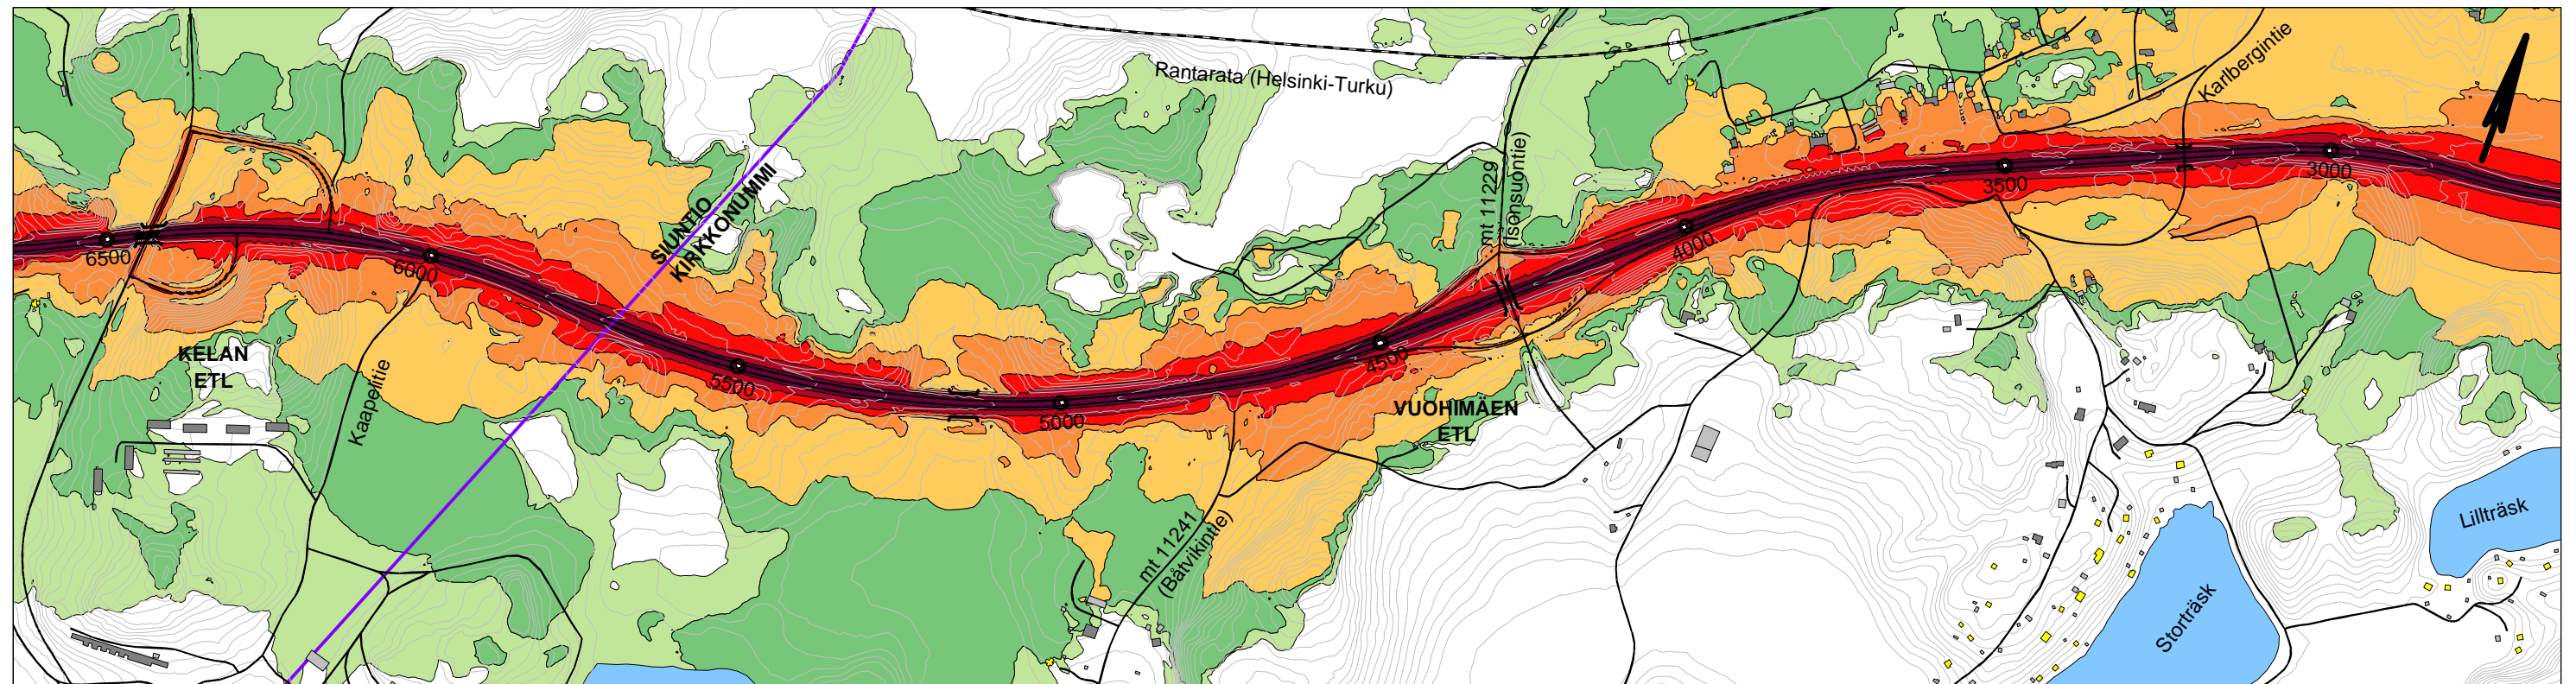 Rantarata (Helsinki-Turku)
Karlbergintie
mt 11229
(Isonsuontie)
SIUNTIO
KIRKKONUMMI
6500
6000
5500
5000
4500
4000
3500
3000
KELAN
ETL
Kaapelitie
VUOHIMÄEN
ETL
mt 11241
(Båtvikintie)
Lillträsk
Storträsk